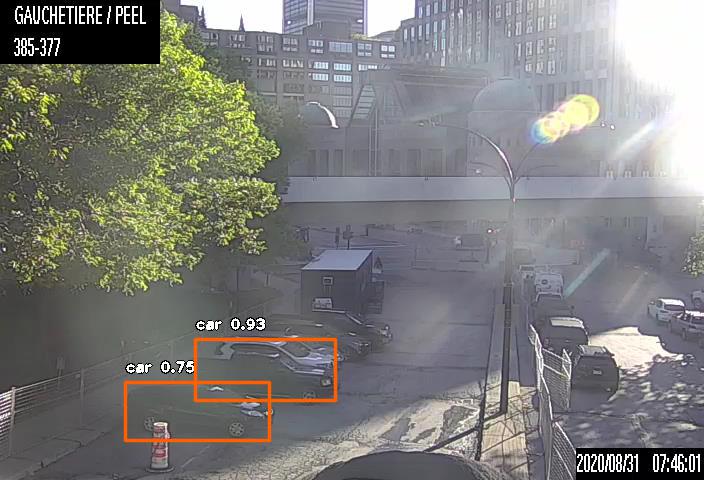 GAUCHETIERE / PEEL
385-377
car 0.93
car 0.75
2020/08/31 07:46:01